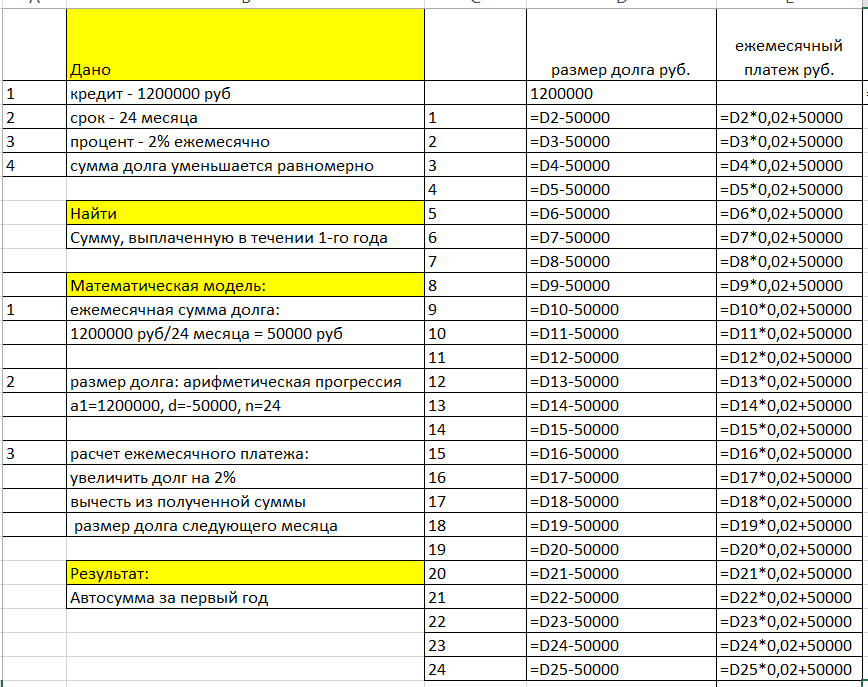 Дано размер долга руб. ежемесячный платеж руб.
1 кредит - 1200000 руб 1200000
2 срок - 24 месяца 1 =D2-50000 =D2*0,02+50000
3 процент - 2% ежемесячно 2 =D3-50000 =D3*0,02+50000
4 сумма долга уменьшается равномерно 3 =D4-50000 =D4*0,02+50000
4 =D5-50000 =D5*0,02+50000
Найти 5 =D6-50000 =D6*0,02+50000
Сумму, выплаченную в течении 1-го года 6 =D7-50000 =D7*0,02+50000
7 =D8-50000 =D8*0,02+50000
Математическая модель: 8 =D9-50000 =D9*0,02+50000
1 ежемесячная сумма долга: 9 =D10-50000 =D10*0,02+50000
1200000 руб/24 месяца = 50000 руб 10 =D11-50000 =D11*0,02+50000
11 =D12-50000 =D12*0,02+50000
2 размер долга: арифметическая прогрессия 12 =D13-50000 =D13*0,02+50000
a1=1200000, d=-50000, n=24 13 =D14-50000 =D14*0,02+50000
14 =D15-50000 =D15*0,02+50000
3 расчет ежемесячного платежа: 15 =D16-50000 =D16*0,02+50000
увеличить долг на 2% 16 =D17-50000 =D17*0,02+50000
вычесть из полученной суммы 17 =D18-50000 =D18*0,02+50000
размер долга следующего месяца 18 =D19-50000 =D19*0,02+50000
19 =D20-50000 =D20*0,02+50000
Результат: 20 =D21-50000 =D21*0,02+50000
Автосумма за первый год 21 =D22-50000 =D22*0,02+50000
22 =D23-50000 =D23*0,02+50000
23 =D24-50000 =D24*0,02+50000
24 =D25-50000 =D25*0,02+50000